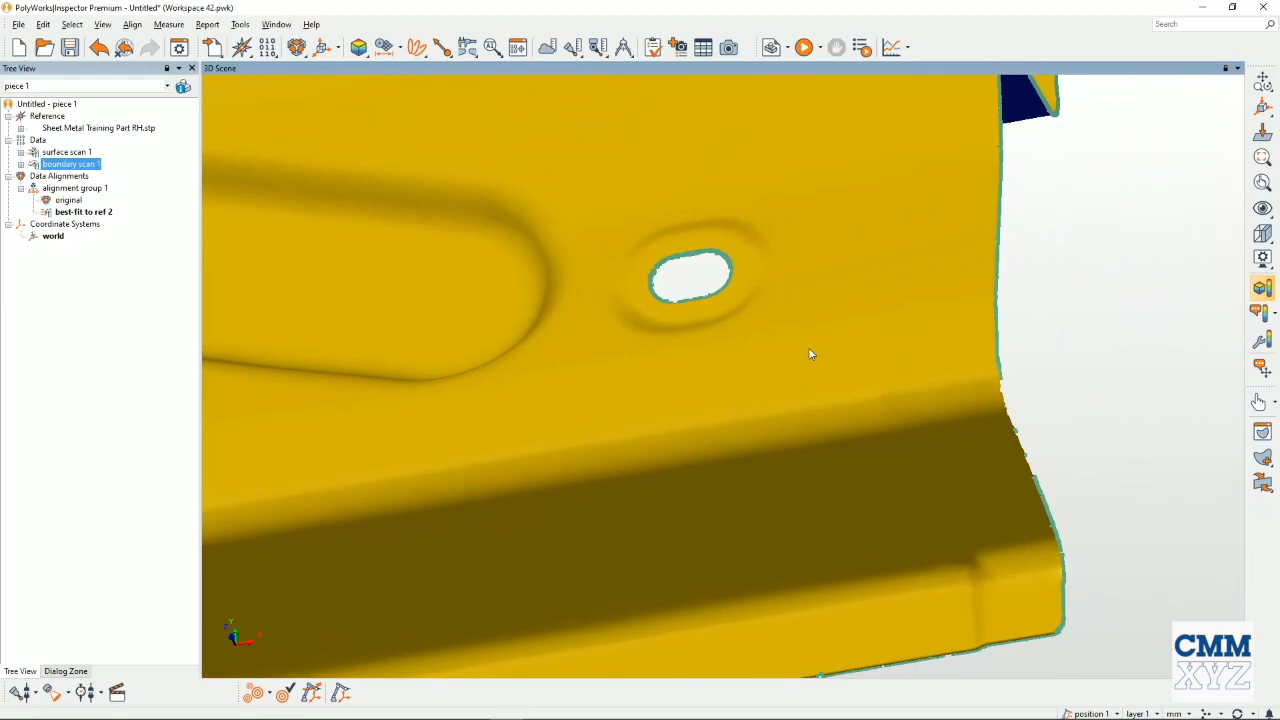 PolyWorks|Inspector Premium - Untitled* (Workspace 42.pwk)
File Edit Select View Align Measure Report Tools Window Help
Search
Tree View
3D Scene
piece 1
Untitled - piece 1
Reference
Sheet Metal Training Part RH.stp
Data
surface scan 1
boundary scan 1
Data Alignments
alignment group 1
original
best-fit to ref 2
Coordinate Systems
world
CMM
XYZ
Tree View Dialog Zone
position 1 layer 1 mm